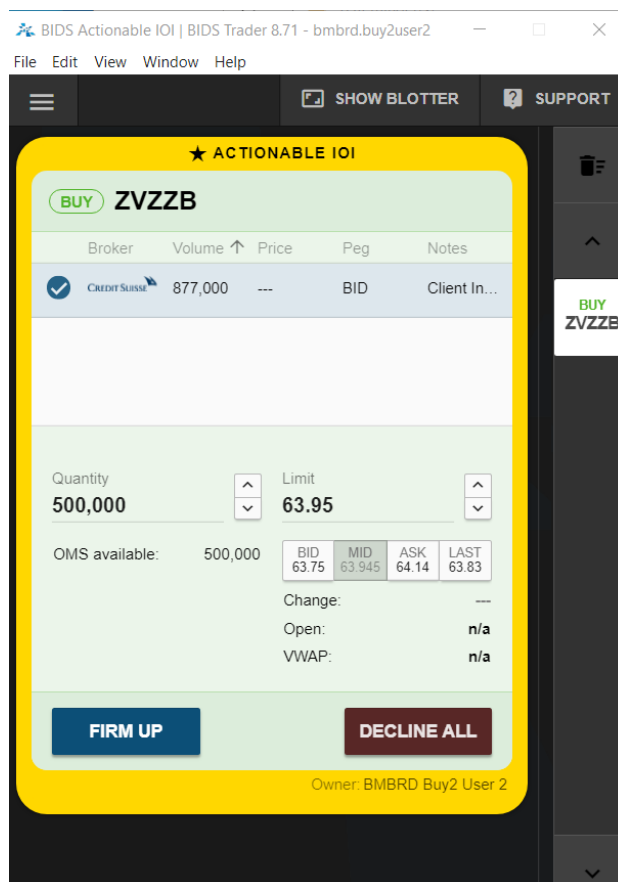 BIDS Actionable IOI | BIDS Trader 8.71 - bmbrd.buy2user2
File Edit View Window Help
SHOW BLOTTER SUPPORT
ACTIONABLE IOI
BUY ZVZZB
Broker Volume Price Peg Notes
CREDIT SUISSE 877,000 --- BID Client In...
BUY
ZVZZB
Quantity Limit
500,000 63.95
OMS available: 500,000
BID MID ASK LAST
63.75 63.945 64.14 63.83
Change: ---
Open: n/a
VWAP: n/a
FIRM UP DECLINE ALL
Owner: BMBRD Buy2 User 2